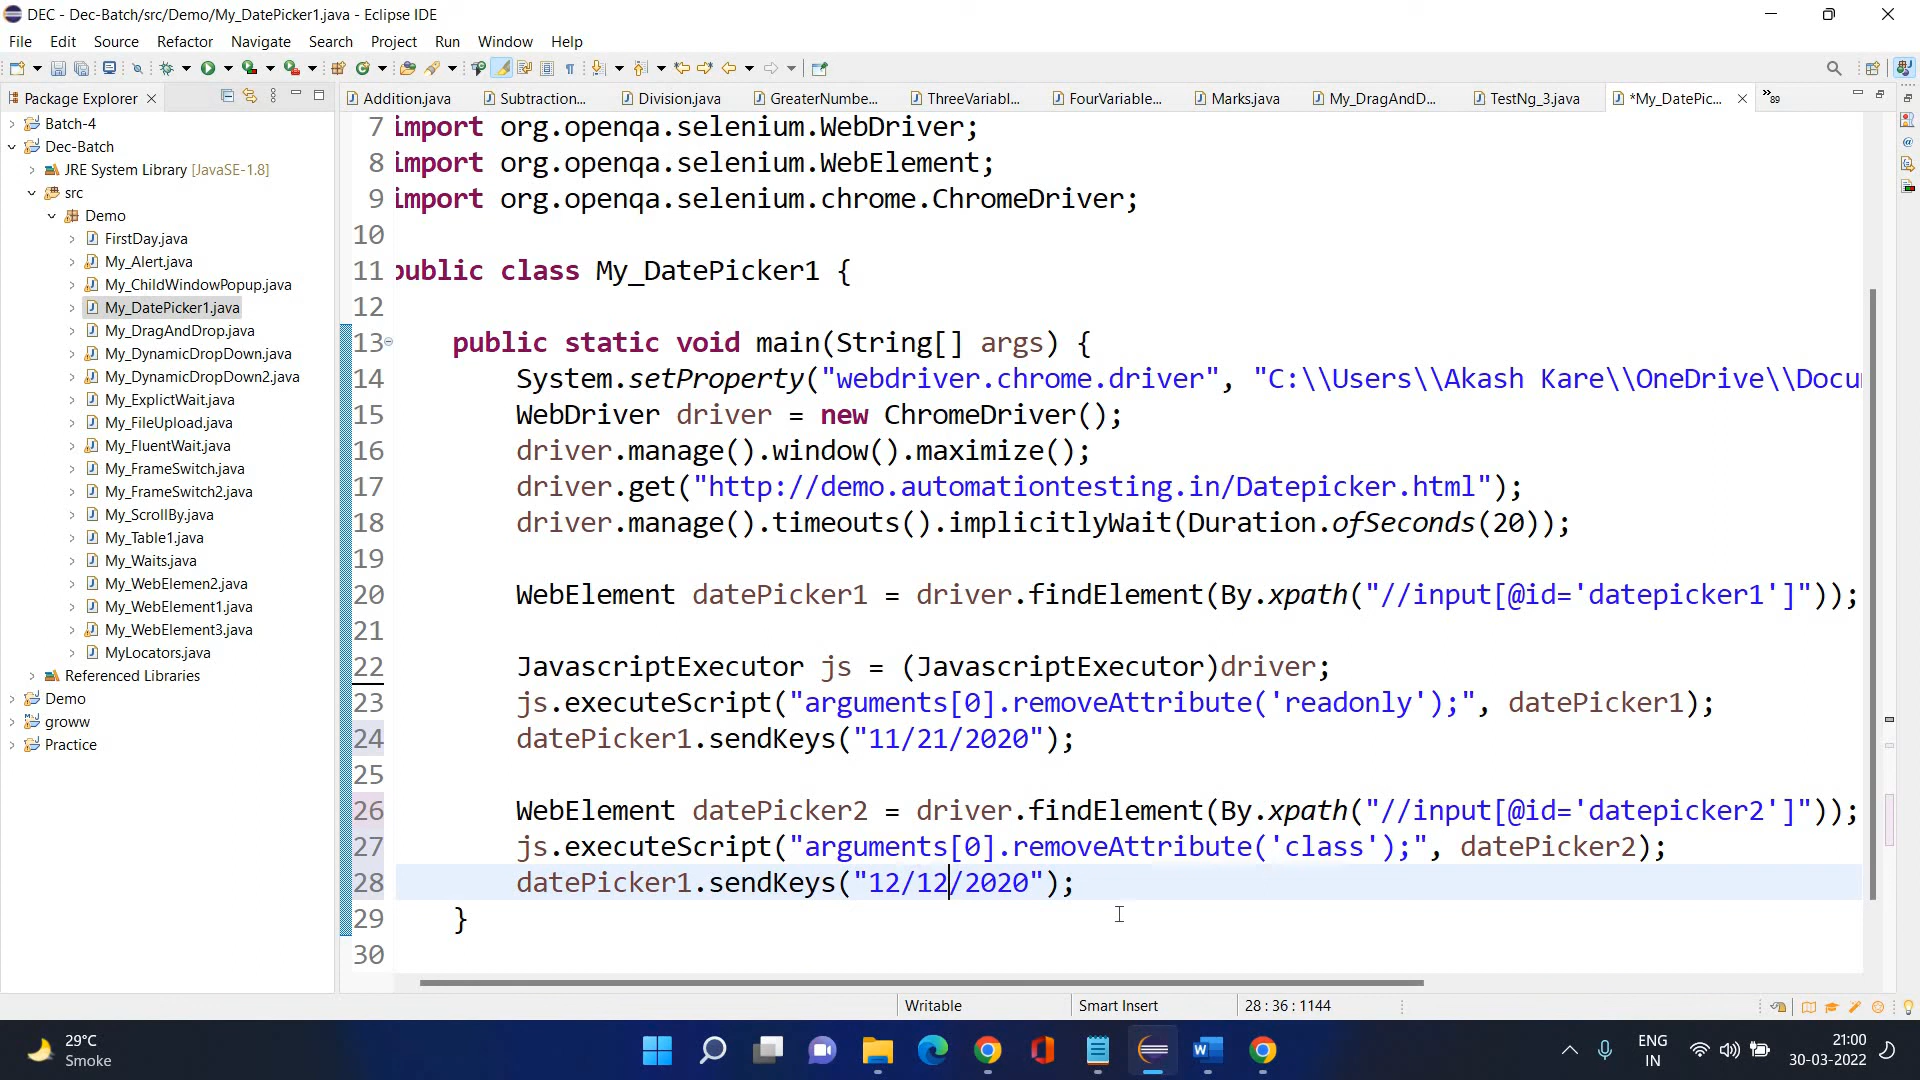 DEC - Dec-Batch/src/Demo/My_DatePicker1.java - Eclipse IDE
File Edit Source Refactor Navigate Search Project Run Window Help
Package Explorer
Addition.java Subtraction... Division.java GreaterNumbe... ThreeVariabl... FourVariable... Marks.java My_DragAndD... TestNg_3.java *My_DatePic... 89
Batch-4
Dec-Batch
JRE System Library [JavaSE-1.8]
src
Demo
FirstDay.java
My_Alert.java
My_ChildWindowPopup.java
My_DatePicker1.java
My_DragAndDrop.java
My_DynamicDropDown.java
My_DynamicDropDown2.java
My_ExplictWait.java
My_FileUpload.java
My_FluentWait.java
My_FrameSwitch.java
My_FrameSwitch2.java
My_ScrollBy.java
My_Table1.java
My_Waits.java
My_WebElemen2.java
My_WebElement1.java
My_WebElement3.java
MyLocators.java
Referenced Libraries
Demo
groww
Practice
7 import org.openqa.selenium.WebDriver;
8 import org.openqa.selenium.WebElement;
9 import org.openqa.selenium.chrome.ChromeDriver;
10
11 public class My_DatePicker1 {
12
13 public static void main(String[] args) {
14 System.setProperty("webdriver.chrome.driver", "C:\\Users\\Akash Kare\\OneDrive\\Docu
15 WebDriver driver = new ChromeDriver();
16 driver.manage().window().maximize();
17 driver.get("http://demo.automationtesting.in/Datepicker.html");
18 driver.manage().timeouts().implicitlyWait(Duration.ofSeconds(20));
19
20 WebElement datePicker1 = driver.findElement(By.xpath("//input[@id='datepicker1']"));
21
22 JavascriptExecutor js = (JavascriptExecutor)driver;
23 js.executeScript("arguments[0].removeAttribute('readonly');", datePicker1);
24 datePicker1.sendKeys("11/21/2020");
25
26 WebElement datePicker2 = driver.findElement(By.xpath("//input[@id='datepicker2']"));
27 js.executeScript("arguments[0].removeAttribute('class');", datePicker2);
28 datePicker1.sendKeys("12/12/2020");
29 }
30
Writable Smart Insert 28 : 36 : 1144
29°C
Smoke
ENG
IN
21:00
30-03-2022